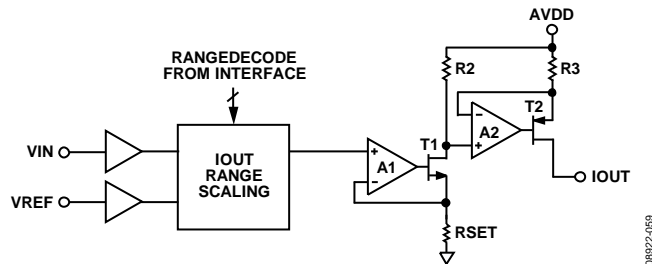 AVDD
RANGEDECODE
FROM INTERFACE
R2
R3
T2
VIN
IOUT
RANGE
SCALING
A1
T1
A2
VREF
IOUT
RSET
08922-059